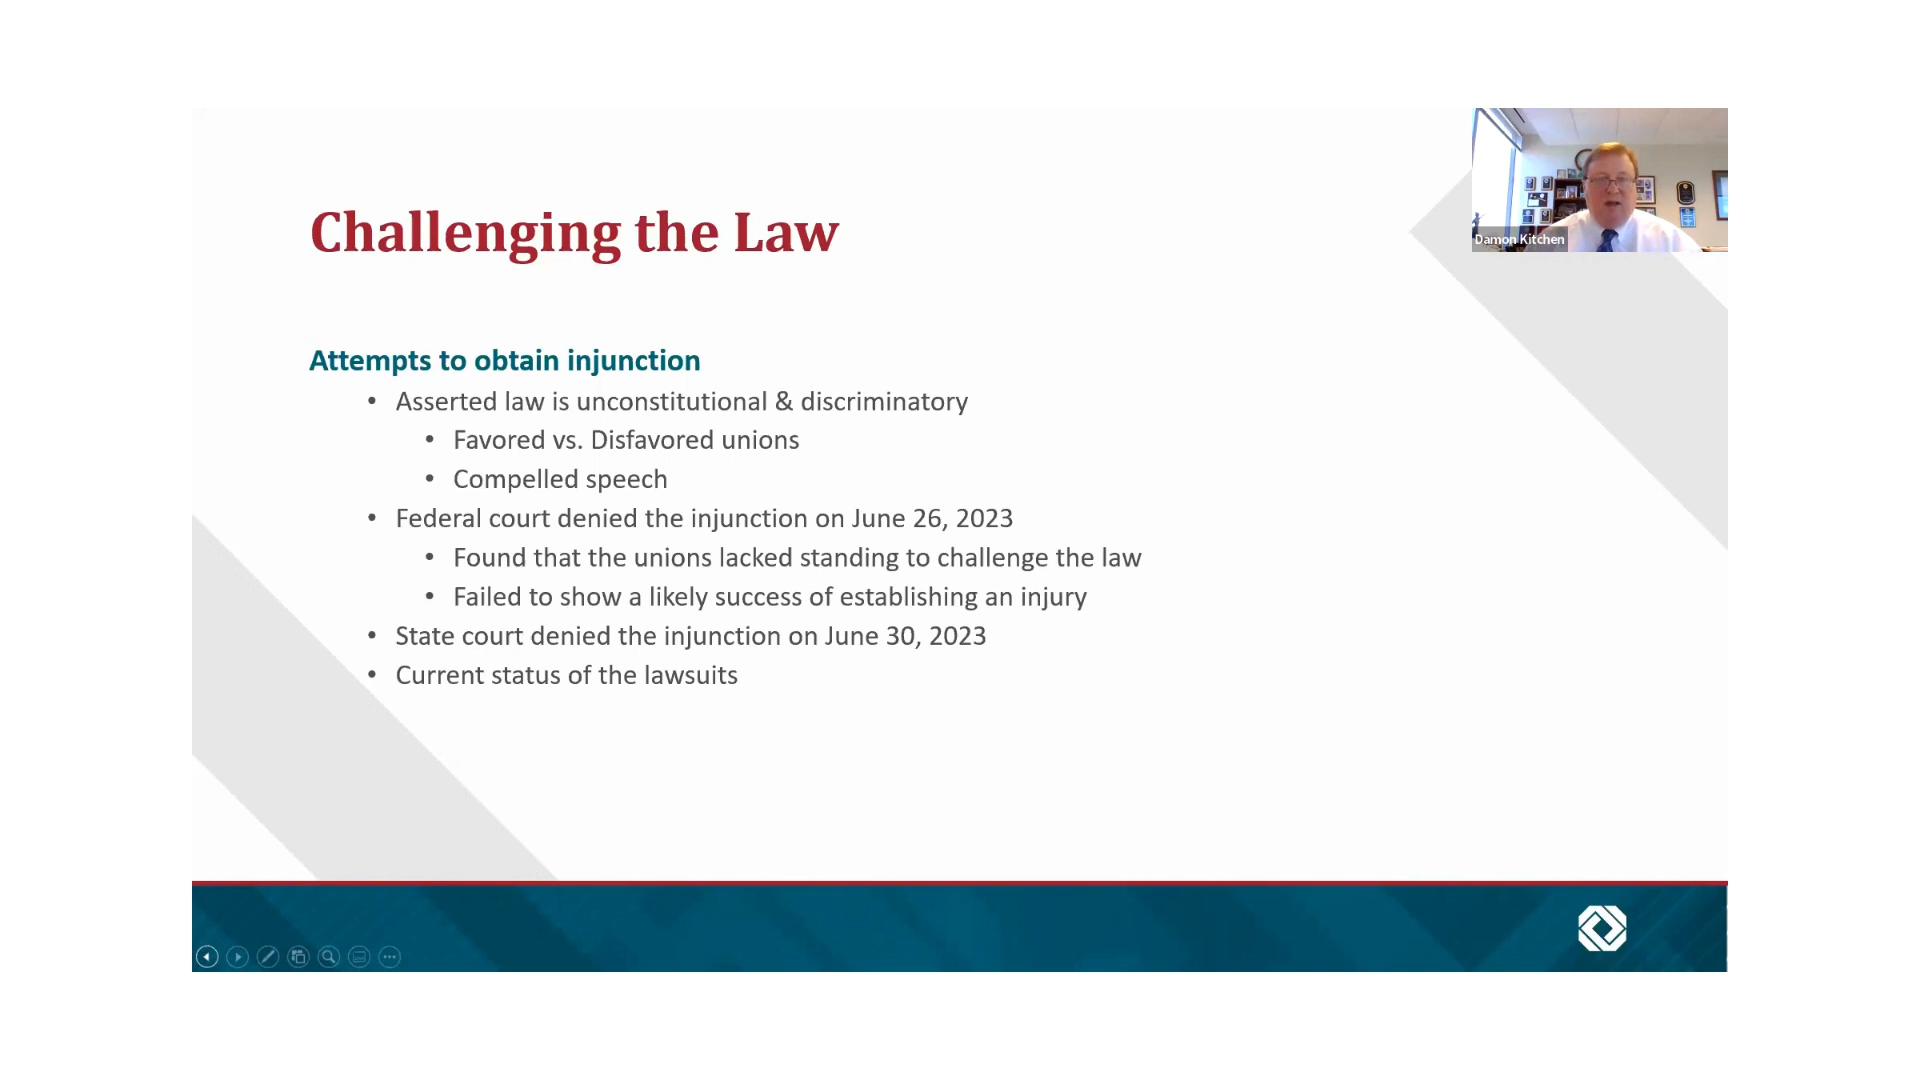 Challenging the Law
Damon Kitchen
Attempts to obtain injunction
• Asserted law is unconstitutional & discriminatory
• Favored vs. Disfavored unions
• Compelled speech
• Federal court denied the injunction on June 26, 2023
• Found that the unions lacked standing to challenge the law
• Failed to show a likely success of establishing an injury
• State court denied the injunction on June 30, 2023
• Current status of the lawsuits